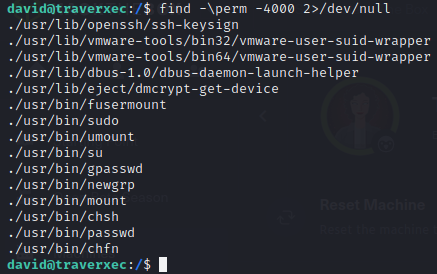 david@traverxec:/$ find -\perm -4000 2>/dev/null
./usr/lib/openssh/ssh-keysign
./usr/lib/vmware-tools/bin32/vmware-user-suid-wrapper
./usr/lib/vmware-tools/bin64/vmware-user-suid-wrapper
./usr/lib/dbus-1.0/dbus-daemon-launch-helper
./usr/lib/eject/dmcrypt-get-device
./usr/bin/fusermount
./usr/bin/sudo
./usr/bin/umount
./usr/bin/su
./usr/bin/gpasswd
./usr/bin/newgrp
./usr/bin/mount
./usr/bin/chsh
./usr/bin/passwd
./usr/bin/chfn
david@traverxec:/$
Reset Machine